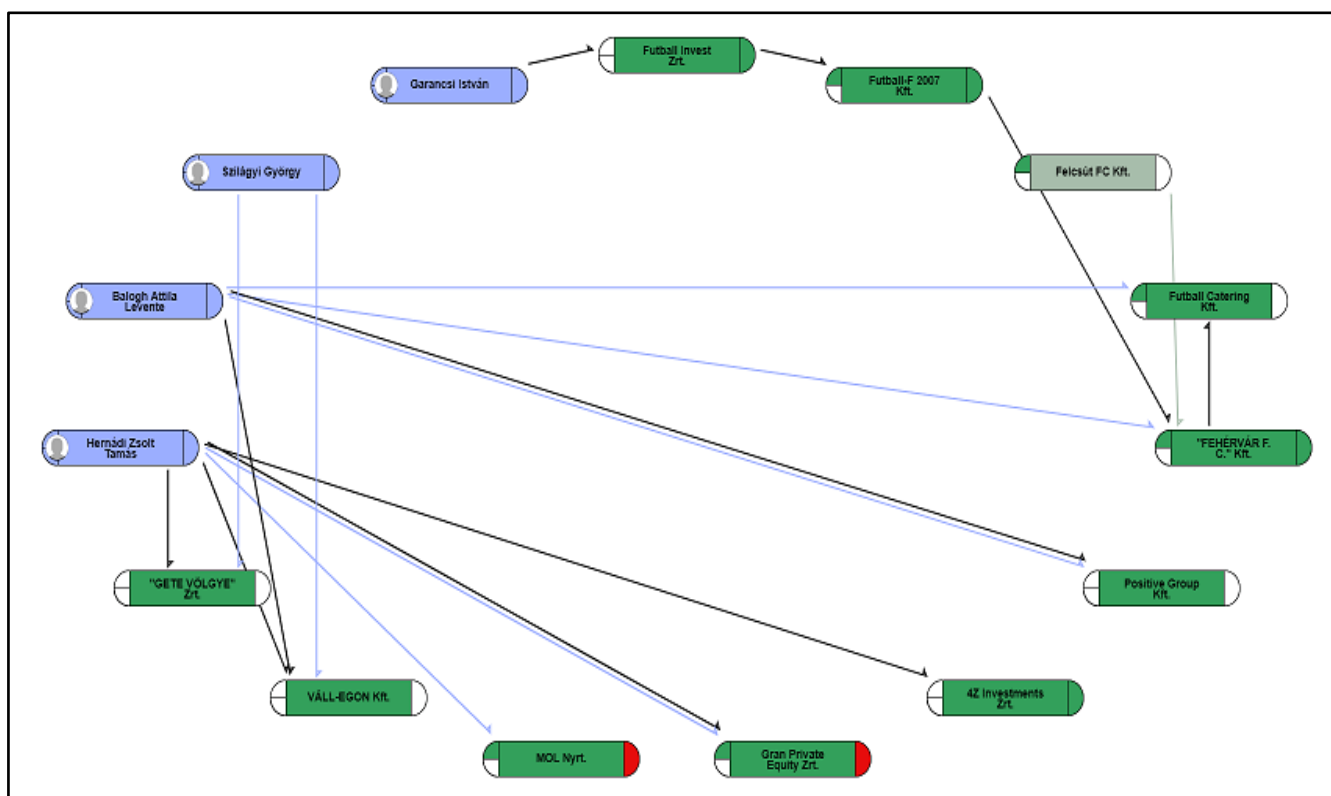 Futball Invest
Zrt.
Garancsi István
Futball-F 2007
Kft.
Szilágyi György
Felcsút FC Kft.
Balogh Attila
Levente
Futball Catering
Kft.
Hernádi Zsolt
Tamás
"FEHÉRVÁR F.
C." Kft.
"GETE VÖLGYE"
Zrt.
Positive Group
Kft.
VÁLL-EGON Kft.
4Z Investments
Zrt.
MOL Nyrt.
Gran Private
Equity Zrt.